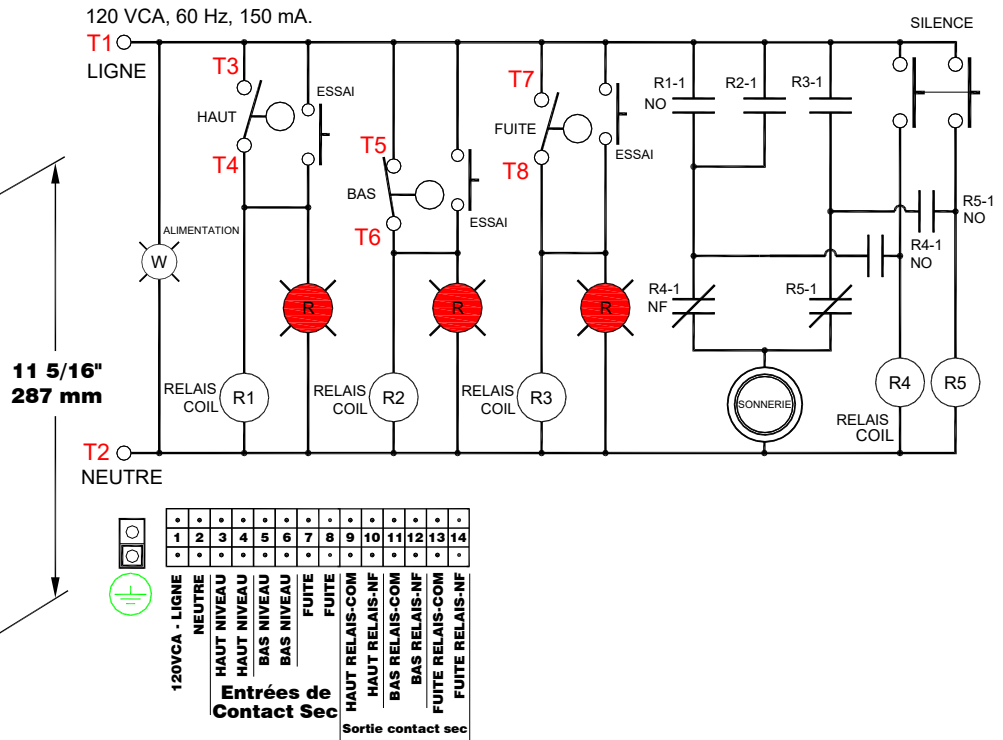 120 VCA, 60 Hz, 150 mA.
SILENCE
T1
LIGNE
T3
HAUT
T4
ESSAI
T5
BAS
T6
ESSAI
T7
FUITE
T8
ESSAI
R1-1
NO
R2-1
R3-1
R5-1
NO
R4-1
NO
ALIMENTATION
W
R
R
R
R4-1
NF
R5-1
11 5/16"
287 mm
RELAIS
COIL
R1
RELAIS
COIL
R2
RELAIS
COIL
R3
SONNERIE
R4
R5
RELAIS
COIL
T2
NEUTRE
1 2 3 4 5 6 7 8 9 10 11 12 13 14
120VCA - LIGNE
NEUTRE
HAUT NIVEAU
HAUT NIVEAU
BAS NIVEAU
BAS NIVEAU
FUITE
FUITE
HAUT RELAIS-COM
HAUT RELAIS-NF
BAS RELAIS-COM
BAS RELAIS-NF
FUITE RELAIS-COM
FUITE RELAIS-NF
Entrées de
Contact Sec
Sortie contact sec